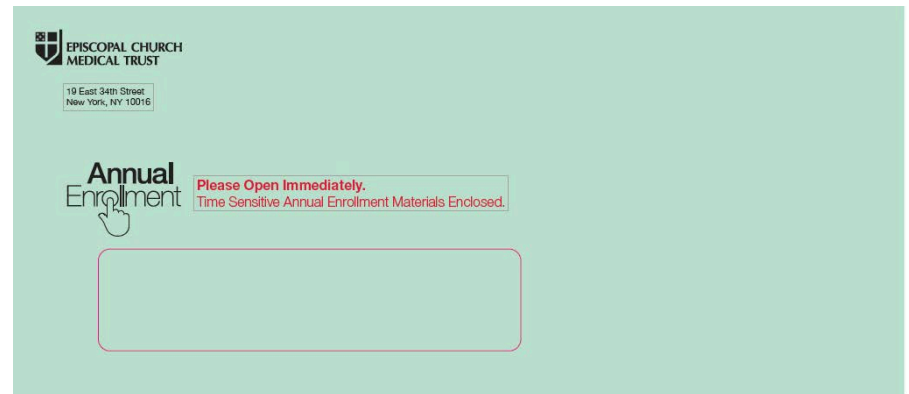 EPISCOPAL CHURCH
MEDICAL TRUST
19 East 34th Street
New York, NY 10016
Annual
Enrollment
Please Open Immediately.
Time Sensitive Annual Enrollment Materials Enclosed.